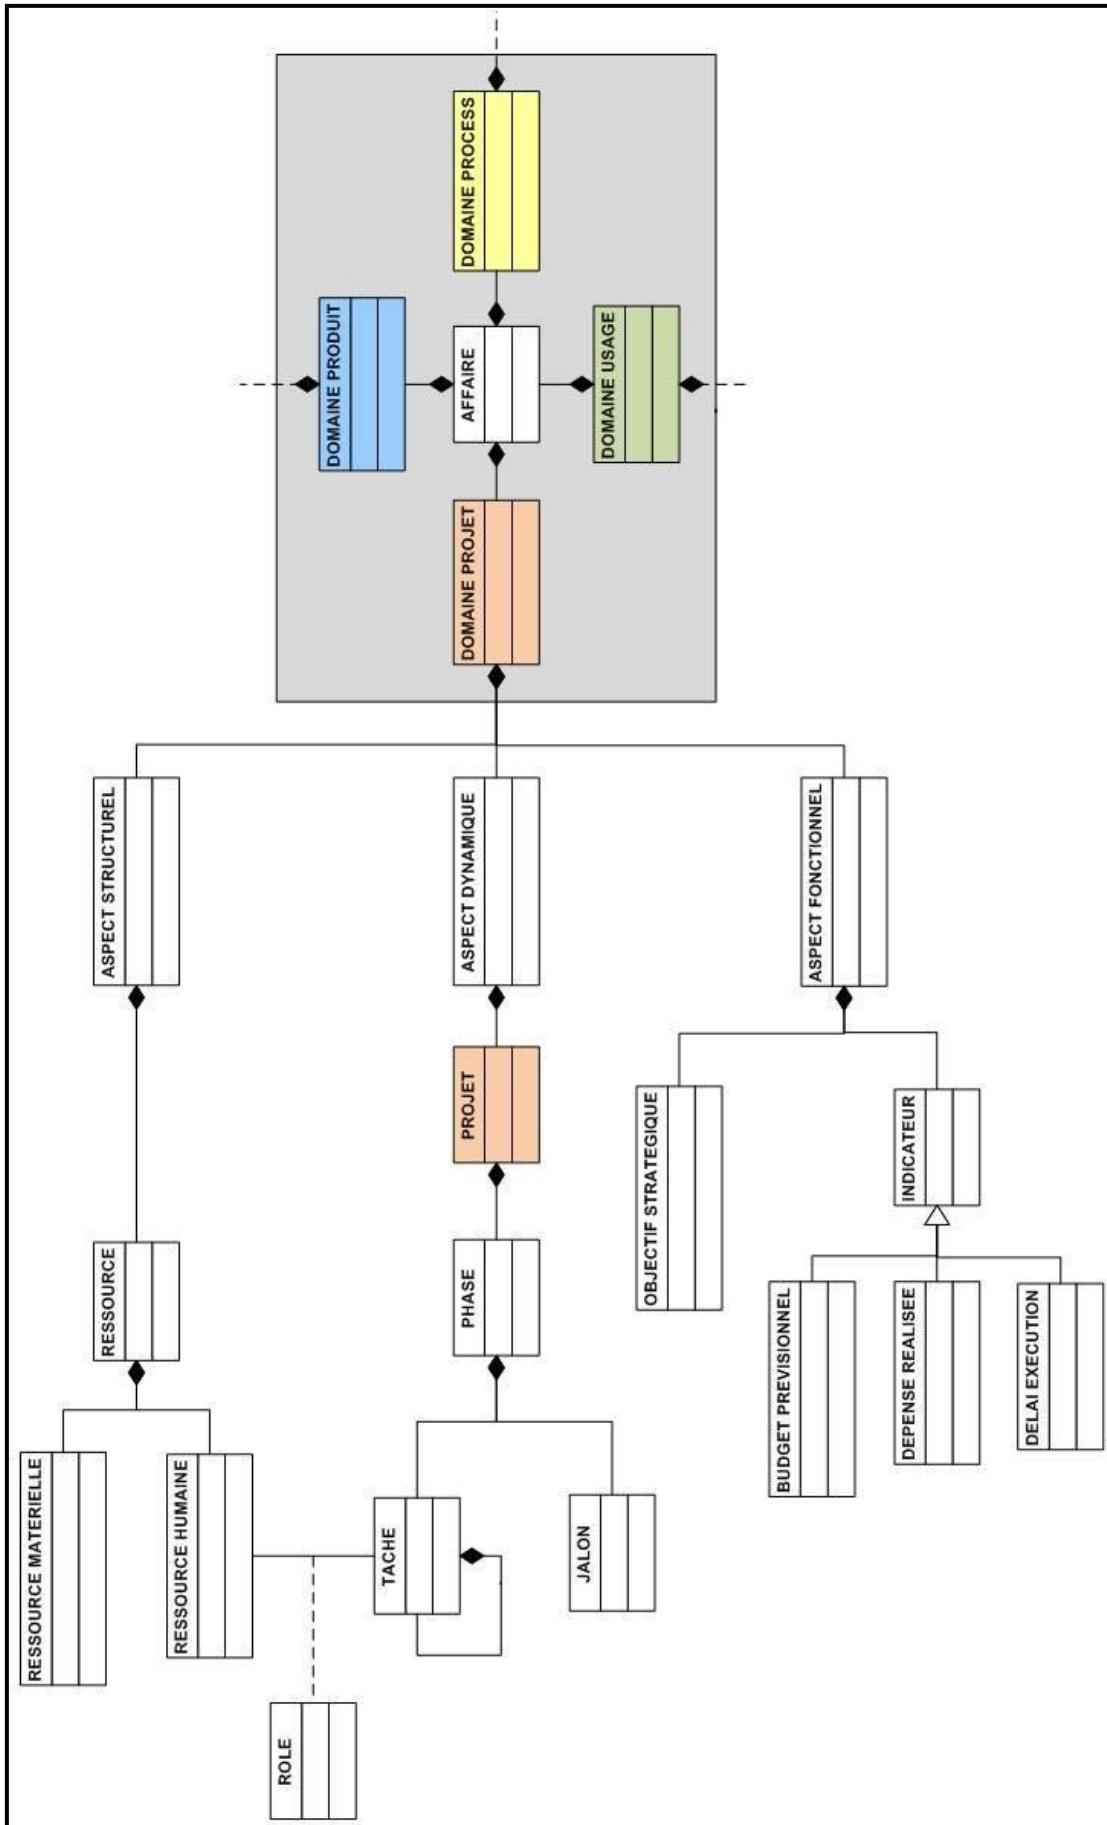 DOMAINE PROCESS
DOMAINE PRODUIT
AFFAIRE
DOMAINE USAGE
DOMAINE PROJET
ASPECT STRUCTUREL
ASPECT DYNAMIQUE
ASPECT FONCTIONNEL
PROJET
OBJECTIF STRATEGIQUE
INDICATEUR
RESSOURCE
PHASE
BUDGET PREVISIONNEL
DEPENSE REALISEE
DELAI EXECUTION
RESSOURCE MATERIELLE
RESSOURCE HUMAINE
TACHE
JALON
ROLE